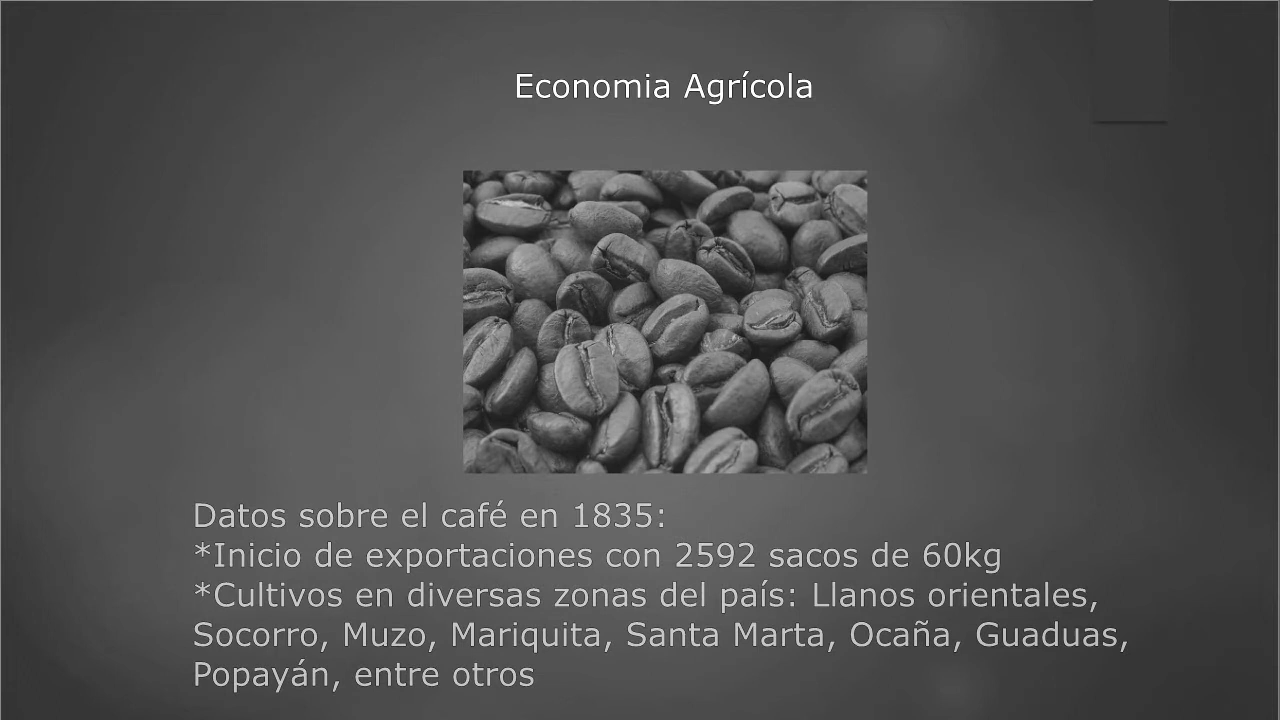 Economia Agrícola
Datos sobre el café en 1835:
*Inicio de exportaciones con 2592 sacos de 60kg
*Cultivos en diversas zonas del país: Llanos orientales,
Socorro, Muzo, Mariquita, Santa Marta, Ocaña, Guaduas,
Popayán, entre otros